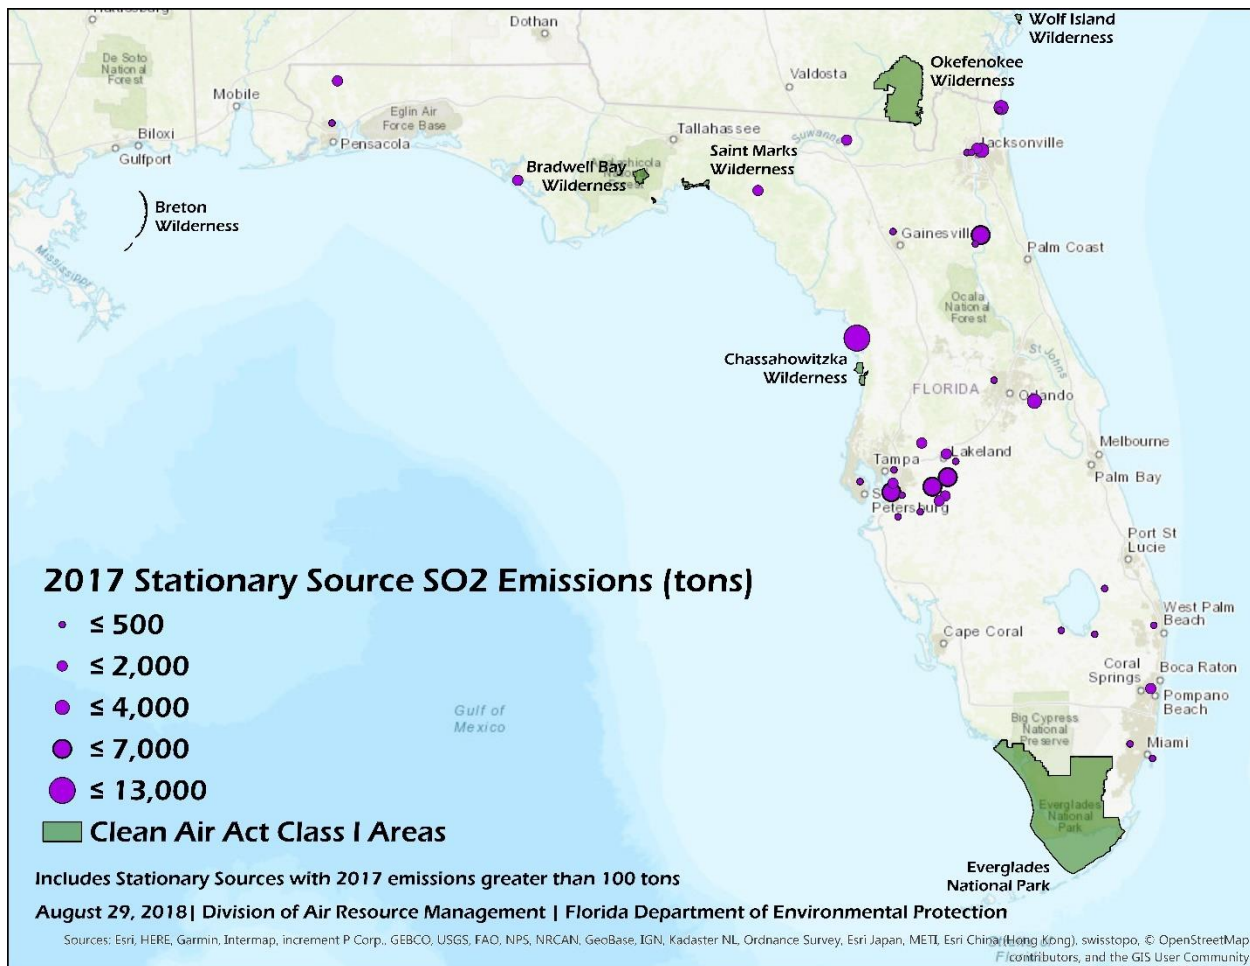 Hattiesburg
De Soto
National
Forest
Mobile
Biloxi
Gulfport
Breton
Wilderness
Mississippi
Pensacola
Eglin Air
Force Base
Dothan
Bradwell Bay
Wilderness
Tallahassee
Saint Marks
Wilderness
Valdosta
Suwannee
Okefenokee
Wilderness
Wolf Island
Wilderness
Jacksonville
Gainesville
Palm Coast
Ocala
National
Forest
St Johns
Chassahowitzka
Wilderness
FLORIDA
Orlando
Lakeland
Tampa
Petersburg
Melbourne
Palm Bay
Port St
Lucie
West Palm
Beach
Cape Coral
Coral
Springs
Boca Raton
Pompano
Beach
Big Cypress
National
Preserve
Miami
Everglades
National
Park
Everglades
National Park
Gulf of
Mexico
2017 Stationary Source SO2 Emissions (tons)
≤ 500
≤ 2,000
≤ 4,000
≤ 7,000
≤ 13,000
Clean Air Act Class I Areas
Includes Stationary Sources with 2017 emissions greater than 100 tons
August 29, 2018| Division of Air Resource Management | Florida Department of Environmental Protection
Sources: Esri, HERE, Garmin, Intermap, increment P Corp., GEBCO, USGS, FAO, NPS, NRCAN, GeoBase, IGN, Kadaster NL, Ordnance Survey, Esri Japan, METI, Esri China (Hong Kong), swisstopo, © OpenStreetMap
contributors, and the GIS User Community